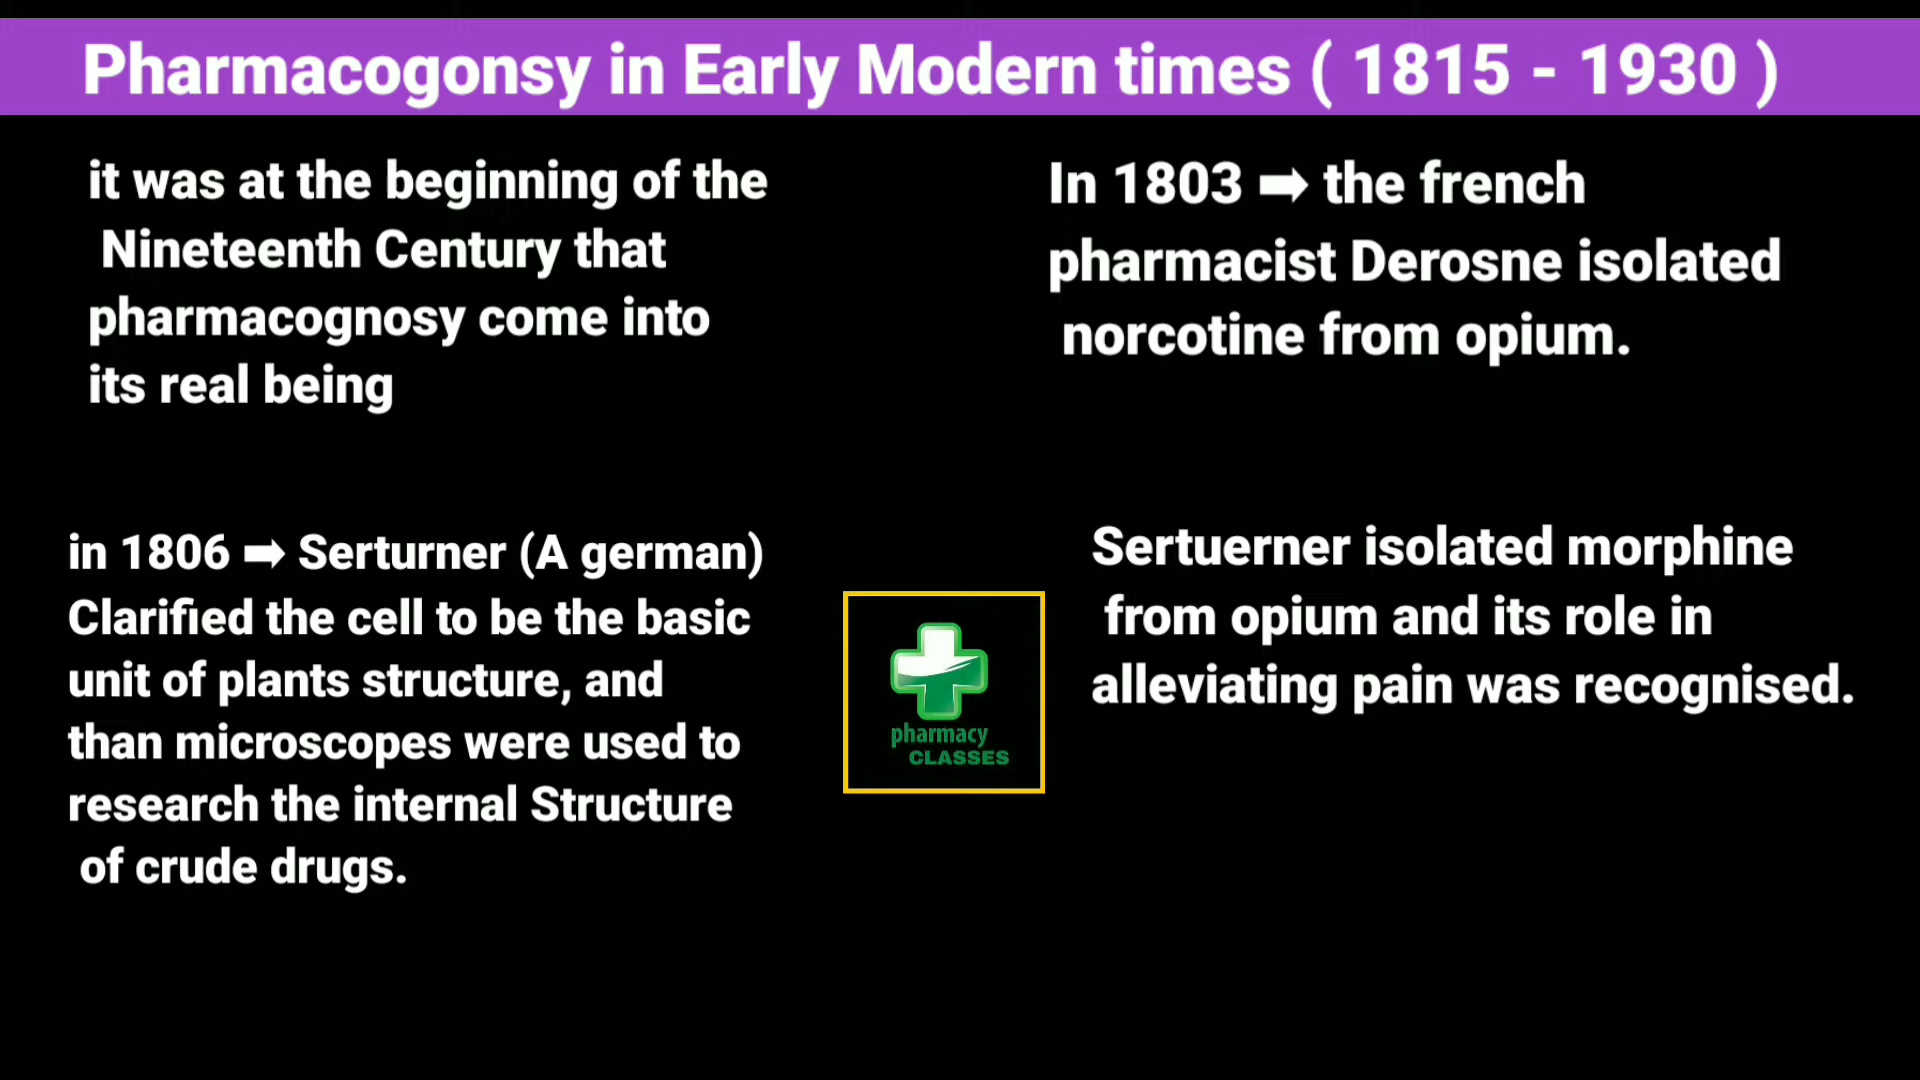 Pharmacogonsy in Early Modern times ( 1815 - 1930 )
it was at the beginning of the
Nineteenth Century that
pharmacognosy come into
its real being
In 1803 ➡ the french
pharmacist Derosne isolated
norcotine from opium.
in 1806 ➡ Serturner (A german)
Clarified the cell to be the basic
unit of plants structure, and
than microscopes were used to
research the internal Structure
of crude drugs.
Sertuerner isolated morphine
from opium and its role in
alleviating pain was recognised.
pharmacy
CLASSES